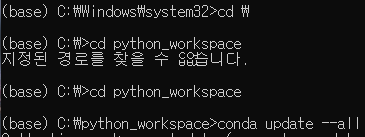 (base) C:₩Windows₩system32>cd ₩
(base) C:₩>cd python_workspace
지정된 경로를 찾을 수 없습니다.
(base) C:₩>cd python_workspace
(base) C:₩python_workspace>conda update --all